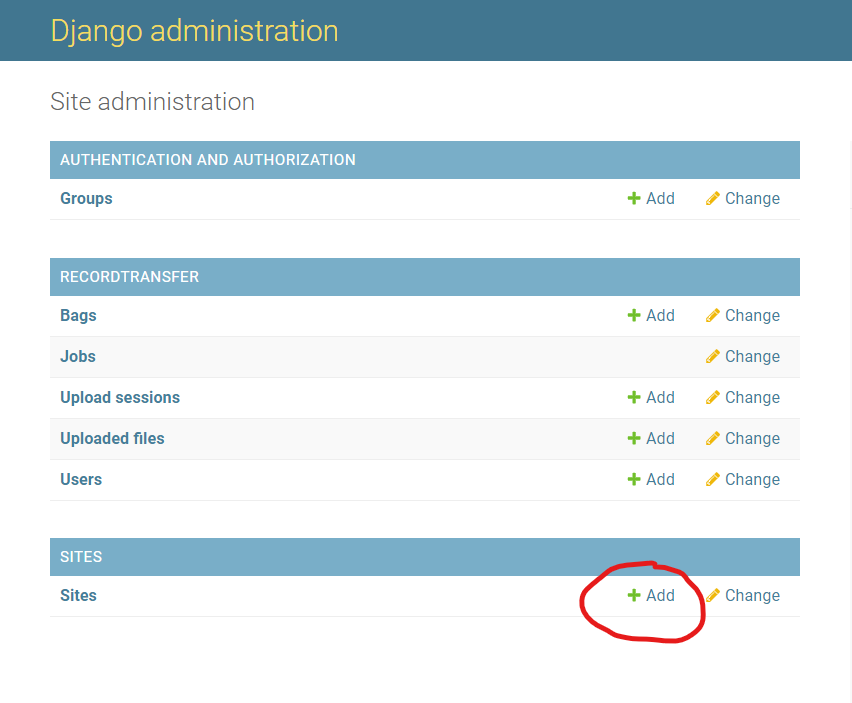 Django administration
Site administration
AUTHENTICATION AND AUTHORIZATION
Groups Add Change
RECORDTRANSFER
Bags Add Change
Jobs Change
Upload sessions Add Change
Uploaded files Add Change
Users Add Change
SITES
Sites Add Change